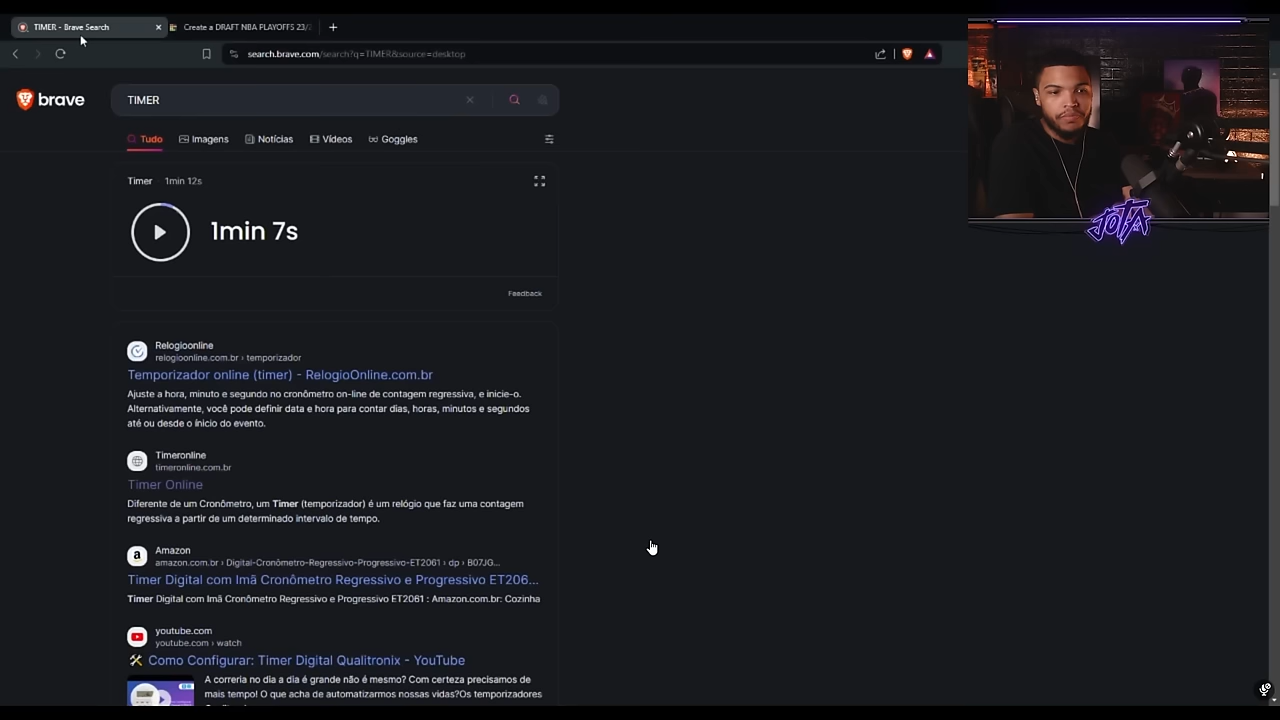 TIMER - Brave Search
Create a DRAFT NBA PLAYOFFS 23/2
search.brave.com/search?q=TIMER&source=desktop
brave
TIMER
Tudo
Imagens
Notícias
Vídeos
Goggles
Timer · 1min 12s
1min 7s
Feedback
Relogioonline
relogioonline.com.br › temporizador
Temporizador online (timer) - RelogioOnline.com.br
Ajuste a hora, minuto e segundo no cronômetro on-line de contagem regressiva, e inicie-o.
Alternativamente, você pode definir data e hora para contar dias, horas, minutos e segundos
até ou desde o início do evento.
Timeronline
timeronline.com.br
Timer Online
Diferente de um Cronômetro, um Timer (temporizador) é um relógio que faz uma contagem
regressiva a partir de um determinado intervalo de tempo.
Amazon
amazon.com.br › Digital-Cronômetro-Regressivo-Progressivo-ET2061 › dp › B07JG...
Timer Digital com Imã Cronômetro Regressivo e Progressivo ET206...
Timer Digital com Imã Cronômetro Regressivo e Progressivo ET2061 : Amazon.com.br: Cozinha
youtube.com
youtube.com › watch
🛠 Como Configurar: Timer Digital Qualitronix - YouTube
A correria no dia a dia é grande não é mesmo? Com certeza precisamos de
mais tempo! O que acha de automatizarmos nossas vidas?Os temporizadores
JOTA